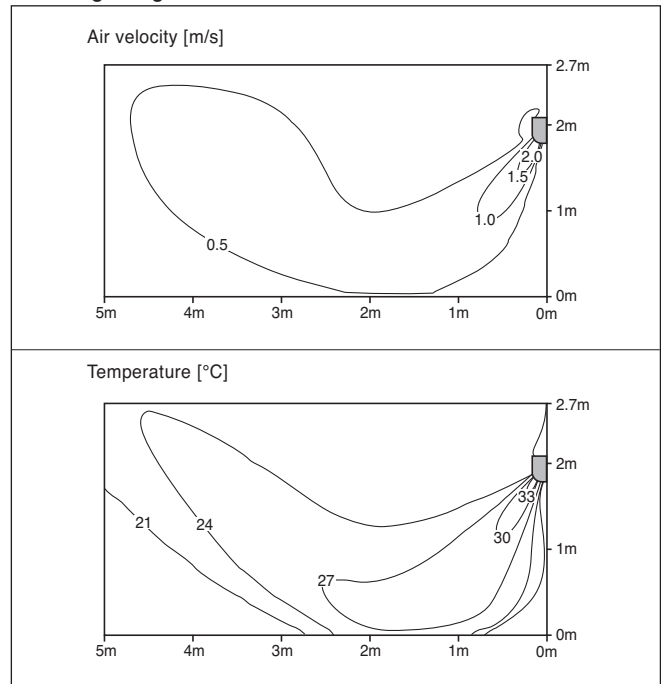 Air velocity [m/s]
2.7m
2m
2.0
1.5
1m
1.0
0.5
0m
5m 4m 3m 2m 1m 0m
Temperature [°C]
2.7m
2m
33
21 24
30
1m
27
0m
5m 4m 3m 2m 1m 0m